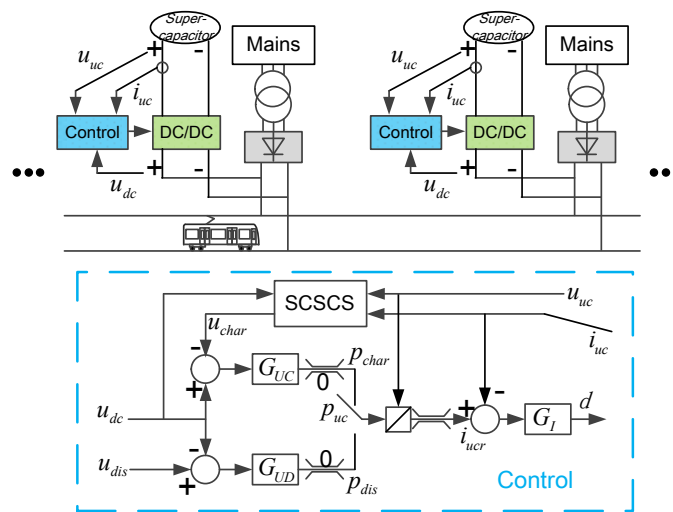 Super-
capacitor
+
-
Mains
u_uc
i_uc
Control
DC/DC
+
-
u_dc
Super-
capacitor
+
-
Mains
u_uc
i_uc
Control
DC/DC
+
-
u_dc
SCSCS
u_uc
u_char
i_uc
-
+
G_UC
0
p_char
u_dc
p_uc
+
-
i_ucr
G_I
d
-
+
u_dis
G_UD
0
p_dis
Control